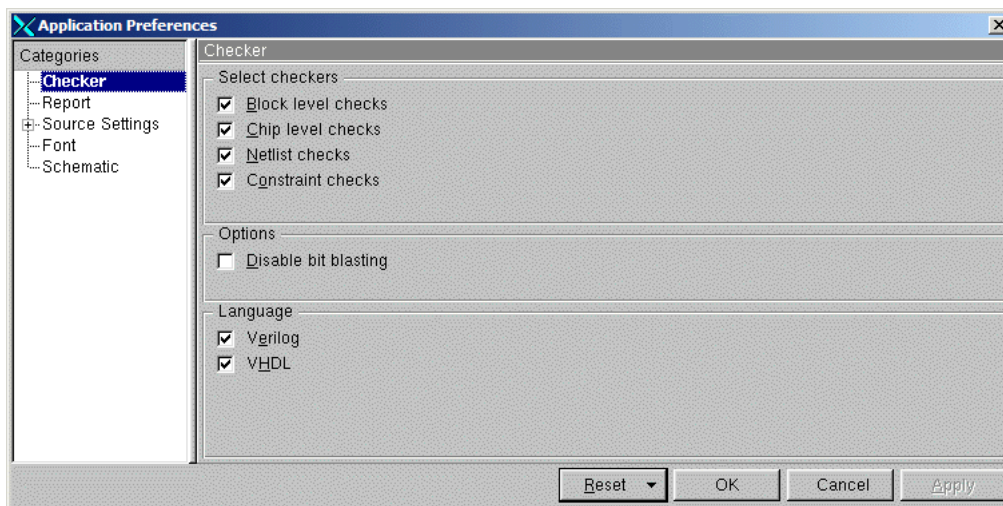 Application Preferences
Categories
Checker
Report
Source Settings
Font
Schematic
Checker
Select checkers
Block level checks
Chip level checks
Netlist checks
Constraint checks
Options
Disable bit blasting
Language
Verilog
VHDL
Reset
OK
Cancel
Apply